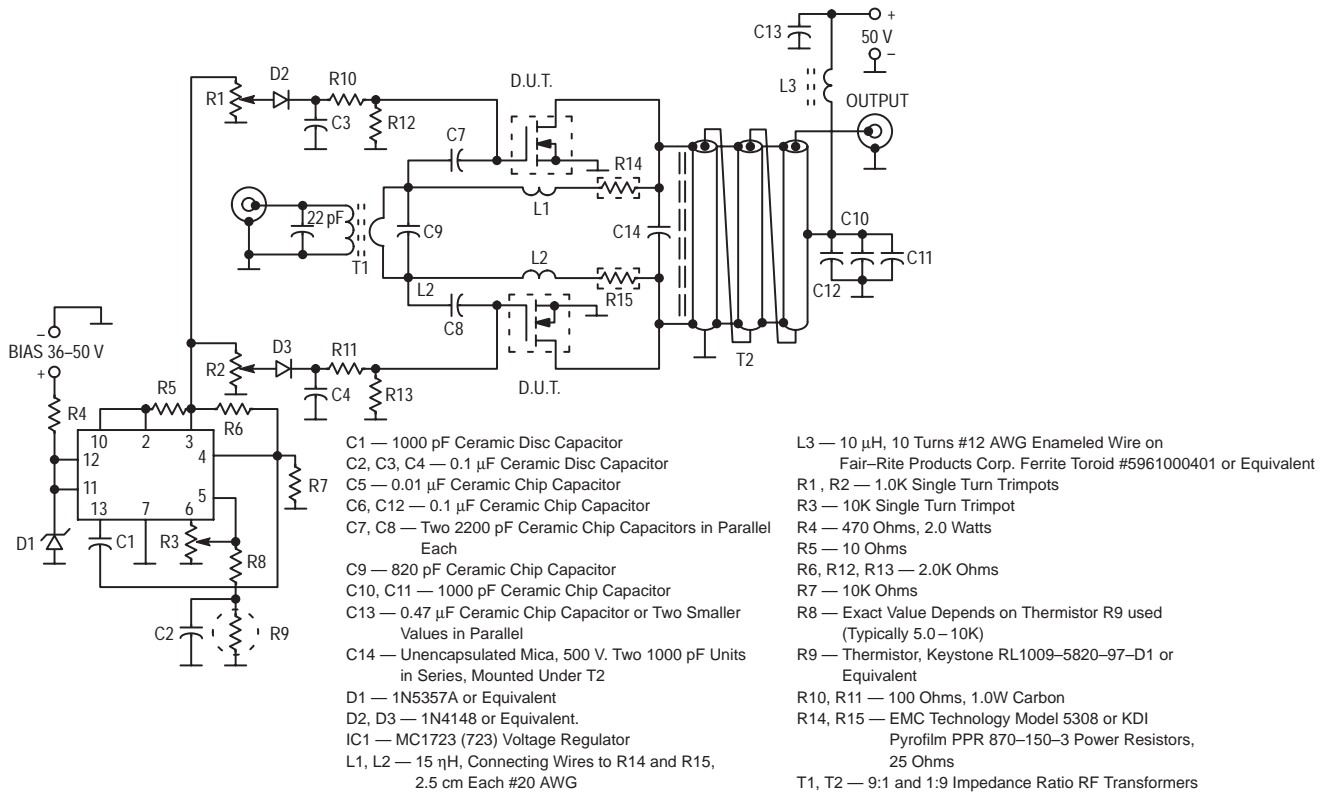 C13
+
50 V
–
D2
R10
D.U.T.
L3
OUTPUT
R1
C3
R12
C7
R14
L1
22 pF
T1
C9
C14
C10
C11
C12
L2
L2
R15
C8
T2
–
BIAS 36–50 V
+
R2
D3
R11
C4
R13
D.U.T.
R4
R5
R6
10
2
3
4
12
11
5
13
7
6
R7
D1
C1
R3
R8
C2
R9
C1 — 1000 pF Ceramic Disc Capacitor
C2, C3, C4 — 0.1 μF Ceramic Disc Capacitor
C5 — 0.01 μF Ceramic Chip Capacitor
C6, C12 — 0.1 μF Ceramic Chip Capacitor
C7, C8 — Two 2200 pF Ceramic Chip Capacitors in Parallel
Each
C9 — 820 pF Ceramic Chip Capacitor
C10, C11 — 1000 pF Ceramic Chip Capacitor
C13 — 0.47 μF Ceramic Chip Capacitor or Two Smaller
Values in Parallel
C14 — Unencapsulated Mica, 500 V. Two 1000 pF Units
in Series, Mounted Under T2
D1 — 1N5357A or Equivalent
D2, D3 — 1N4148 or Equivalent.
IC1 — MC1723 (723) Voltage Regulator
L1, L2 — 15 ηH, Connecting Wires to R14 and R15,
2.5 cm Each #20 AWG
L3 — 10 μH, 10 Turns #12 AWG Enameled Wire on
Fair–Rite Products Corp. Ferrite Toroid #5961000401 or Equivalent
R1, R2 — 1.0K Single Turn Trimpots
R3 — 10K Single Turn Trimpot
R4 — 470 Ohms, 2.0 Watts
R5 — 10 Ohms
R6, R12, R13 — 2.0K Ohms
R7 — 10K Ohms
R8 — Exact Value Depends on Thermistor R9 used
(Typically 5.0–10K)
R9 — Thermistor, Keystone RL1009–5820–97–D1 or
Equivalent
R10, R11 — 100 Ohms, 1.0W Carbon
R14, R15 — EMC Technology Model 5308 or KDI
Pyrofilm PPR 870–150–3 Power Resistors,
25 Ohms
T1, T2 — 9:1 and 1:9 Impedance Ratio RF Transformers